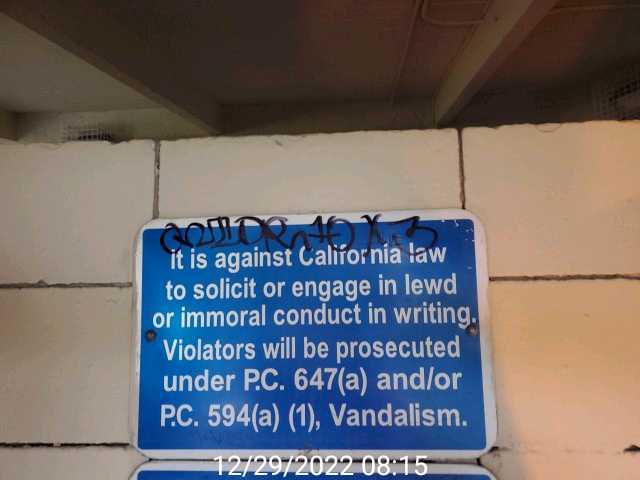 It is against California law
to solicit or engage in lewd
or immoral conduct in writing.
Violators will be prosecuted
under P.C. 647(a) and/or
P.C. 594(a) (1), Vandalism.
12/29/2022 08:15